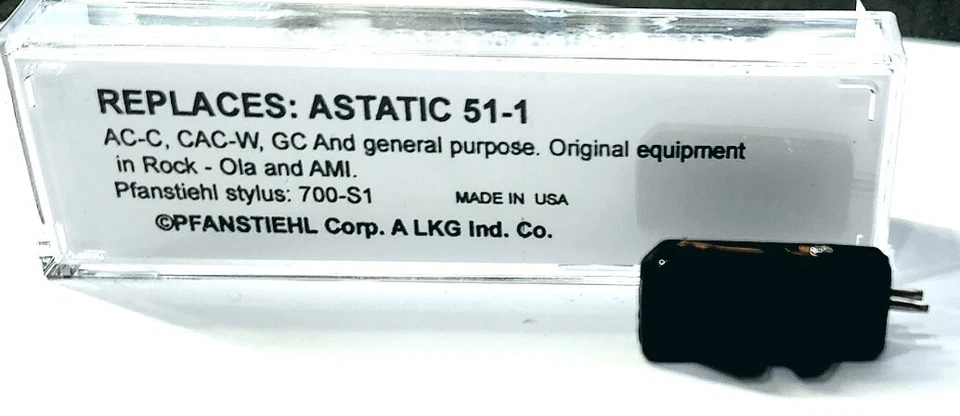 REPLACES: ASTATIC 51-1
AC-C, CAC-W, GC And general purpose. Original equipment
in Rock - Ola and AMI.
Pfanstiehl stylus: 700-S1 MADE IN USA
©PFANSTIEHL Corp. A LKG Ind. Co.